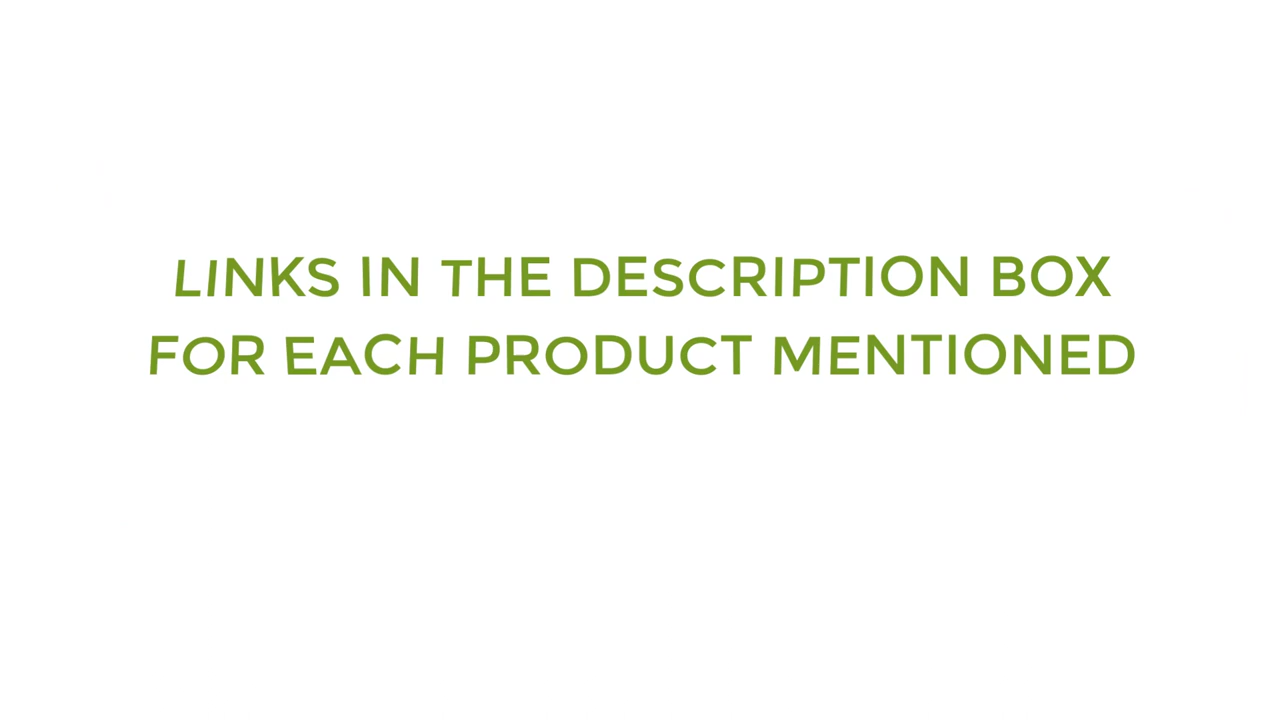 LINKS IN THE DESCRIPTION BOX
FOR EACH PRODUCT MENTIONED